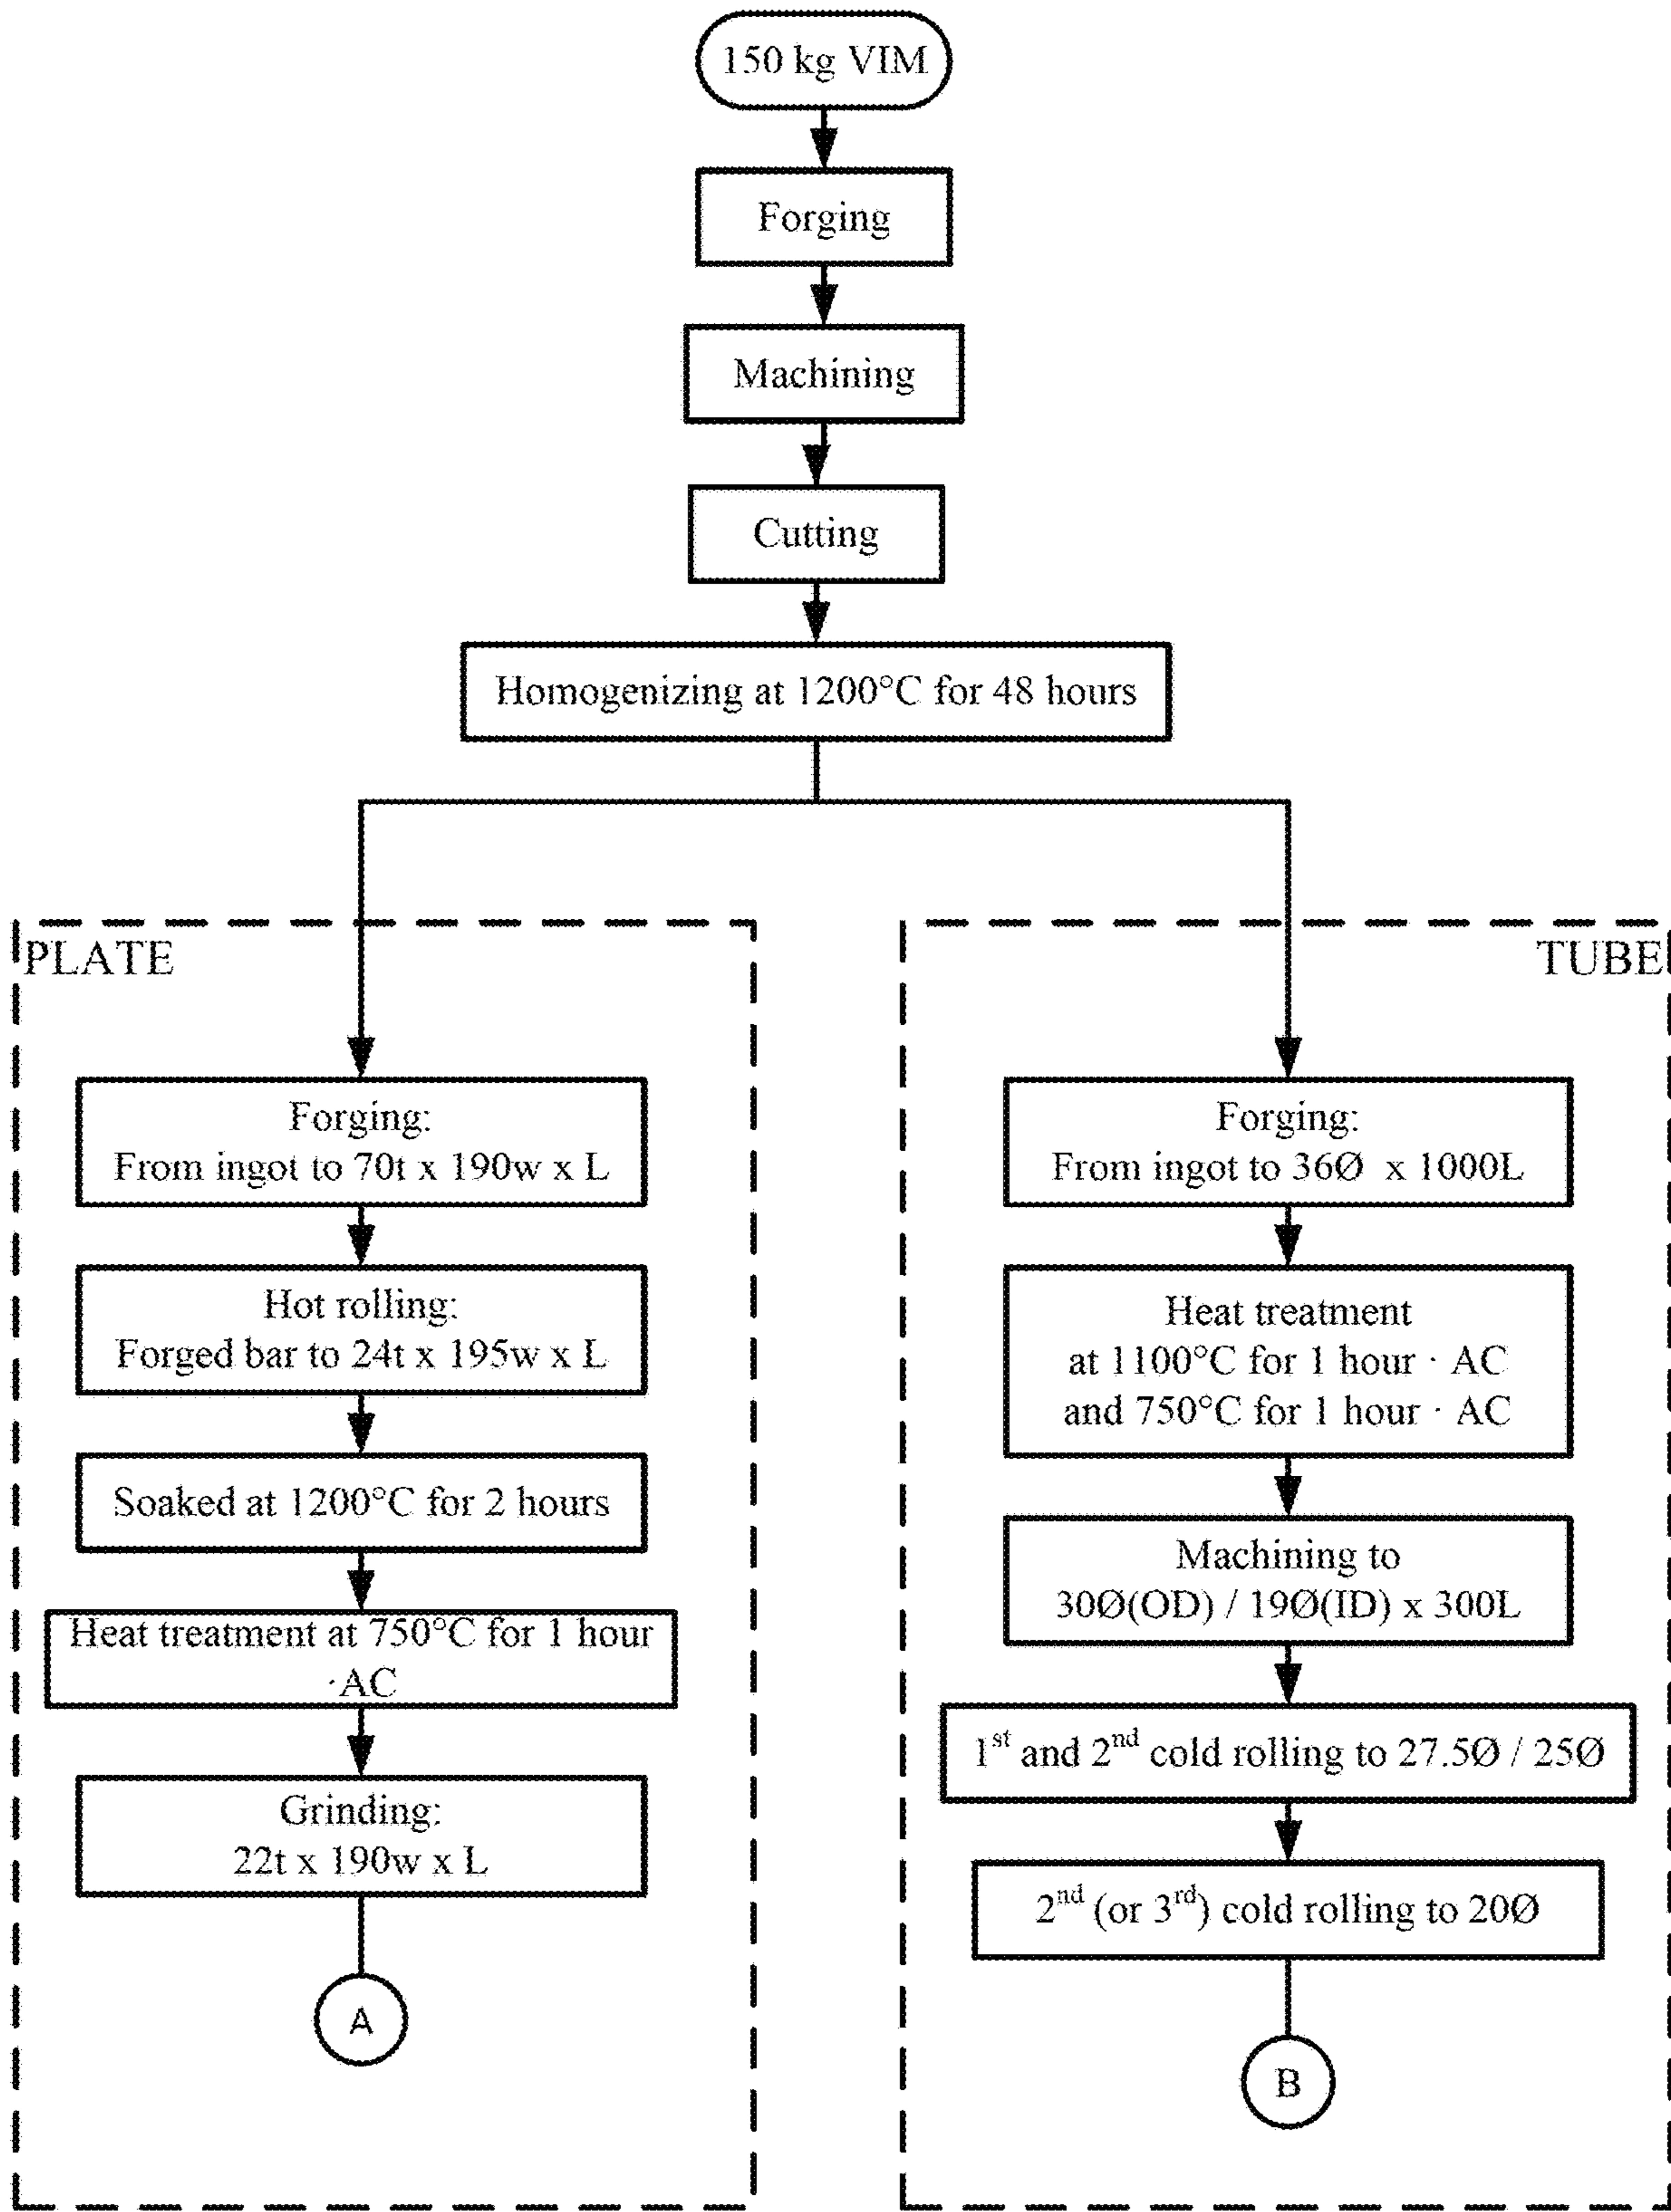 150 kg VIM
Forging
Machining
Cutting
Homogenizing at 1200°C for 48 hours
PLATE
Forging:
From ingot to 70t x 190w x L
Hot rolling:
Forged bar to 24t x 195w x L
Soaked at 1200°C for 2 hours
Heat treatment at 750°C for 1 hour
·AC
Grinding:
22t x 190w x L
A
TUBE
Forging:
From ingot to 36Ø x 1000L
Heat treatment
at 1100°C for 1 hour · AC
and 750°C for 1 hour · AC
Machining to
30Ø(OD) / 19Ø(ID) x 300L
1st and 2nd cold rolling to 27.5Ø / 25Ø
2nd (or 3rd) cold rolling to 20Ø
B